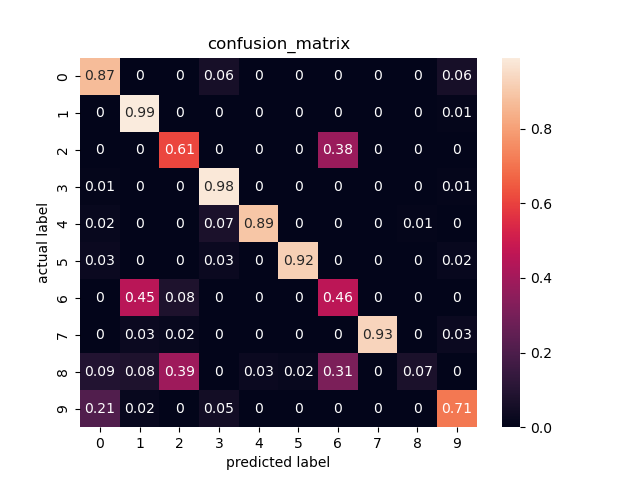 confusion_matrix
0 0.87 0 0 0.06 0 0 0 0 0 0.06
1 0 0.99 0 0 0 0 0 0 0 0.01
2 0 0 0.61 0 0 0 0.38 0 0 0
3 0.01 0 0 0.98 0 0 0 0 0 0.01
4 0.02 0 0 0.07 0.89 0 0 0 0.01 0
5 0.03 0 0 0.03 0 0.92 0 0 0 0.02
6 0 0.45 0.08 0 0 0 0.46 0 0 0
7 0 0.03 0.02 0 0 0 0 0.93 0 0.03
8 0.09 0.08 0.39 0 0.03 0.02 0.31 0 0.07 0
9 0.21 0.02 0 0.05 0 0 0 0 0 0.71
0 1 2 3 4 5 6 7 8 9
predicted label
actual label
0.8
0.6
0.4
0.2
0.0